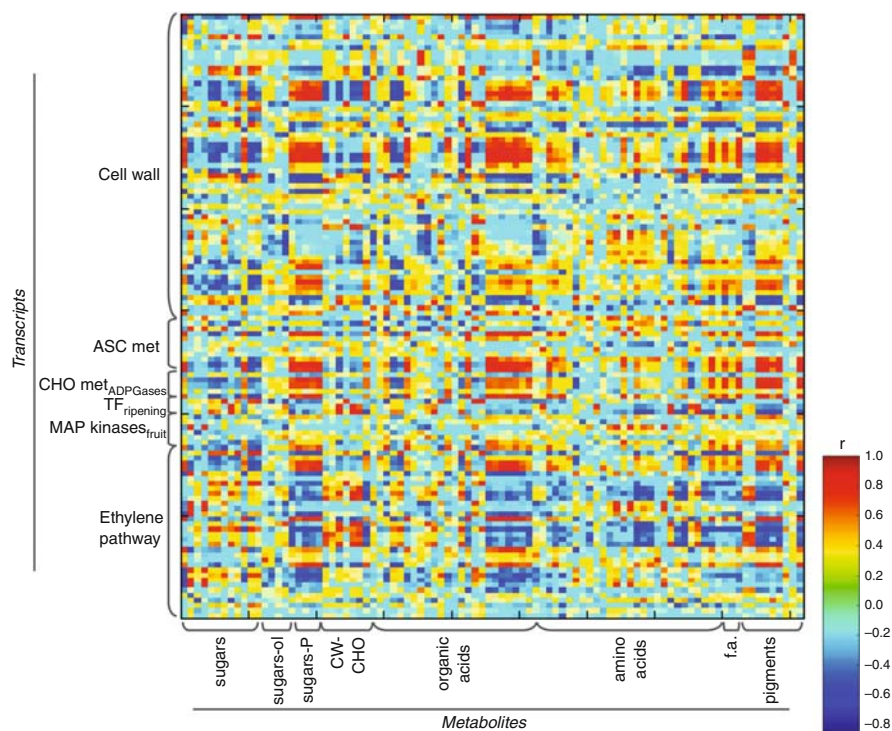 Transcripts
Cell wall
ASC met
CHO metADPGases
TFripening
MAP kinasesfruit
Ethylene
pathway
sugars
sugars-ol
sugars-P
CW-
CHO
organic
acids
amino
acids
f.a.
pigments
Metabolites
r
1.0
0.8
0.6
0.4
0.2
0.0
−0.2
−0.4
−0.6
−0.8